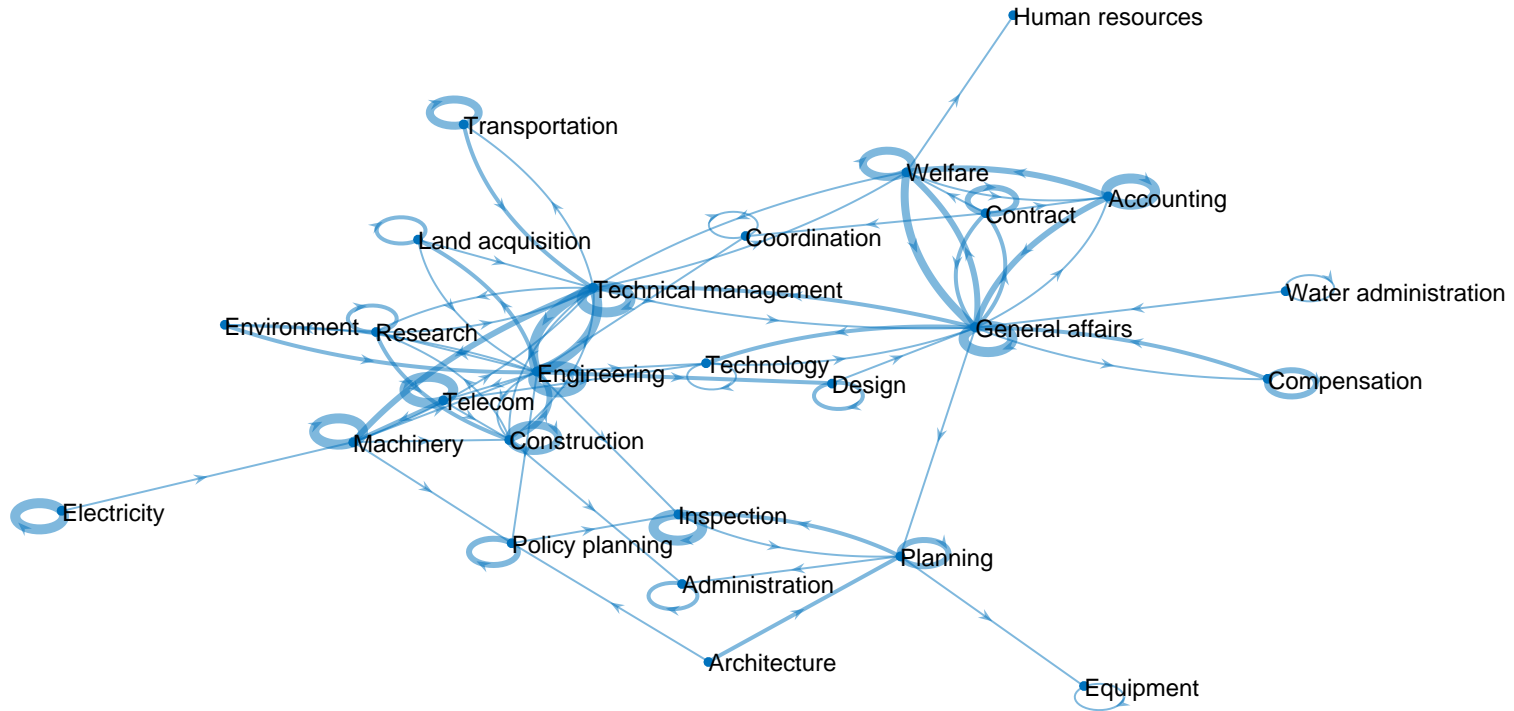 Human resources
Transportation
Welfare
Accounting
Contract
Coordination
Land acquisition
Technical management
Water administration
Environment
Research
General affairs
Technology
Engineering
Design
Compensation
Telecom
Machinery
Construction
Electricity
Inspection
Policy planning
Planning
Administration
Architecture
Equipment